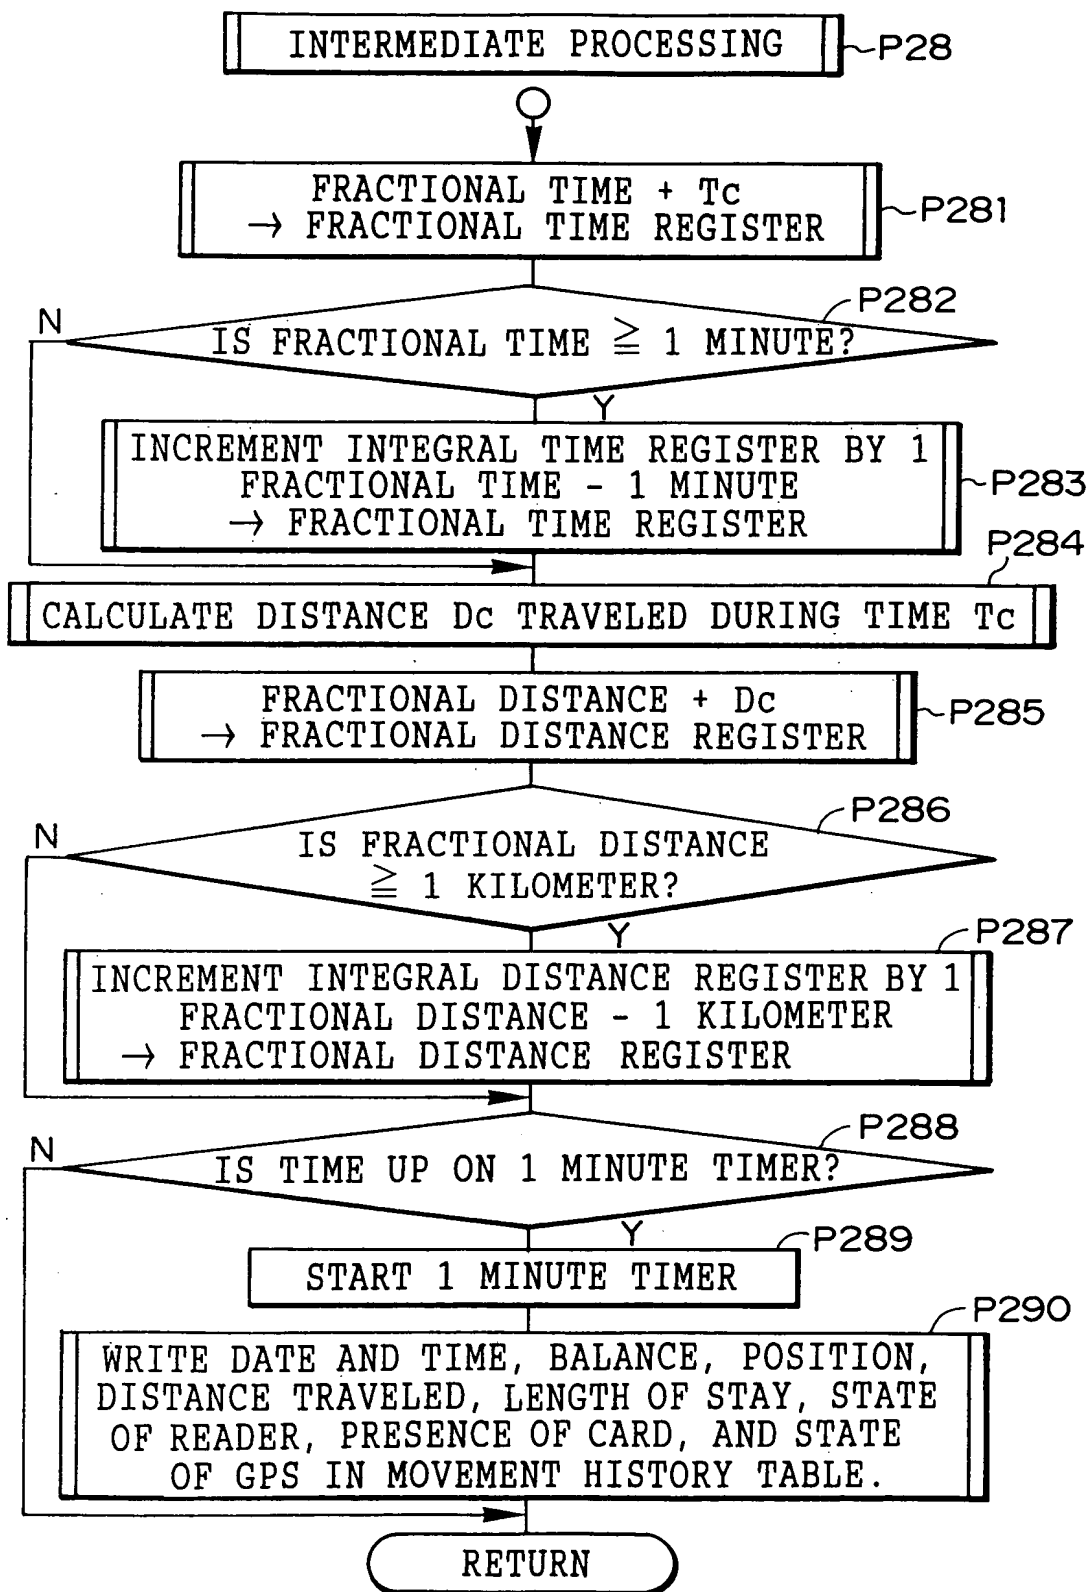 INTERMEDIATE PROCESSING
P28
FRACTIONAL TIME + Tc
→ FRACTIONAL TIME REGISTER
P281
P282
N
IS FRACTIONAL TIME ≧ 1 MINUTE?
Y
INCREMENT INTEGRAL TIME REGISTER BY 1
FRACTIONAL TIME - 1 MINUTE
→ FRACTIONAL TIME REGISTER
P283
P284
CALCULATE DISTANCE Dc TRAVELED DURING TIME Tc
FRACTIONAL DISTANCE + Dc
→ FRACTIONAL DISTANCE REGISTER
P285
P286
N
IS FRACTIONAL DISTANCE
≧ 1 KILOMETER?
Y
P287
INCREMENT INTEGRAL DISTANCE REGISTER BY 1
FRACTIONAL DISTANCE - 1 KILOMETER
→ FRACTIONAL DISTANCE REGISTER
P288
N
IS TIME UP ON 1 MINUTE TIMER?
Y
P289
START 1 MINUTE TIMER
P290
WRITE DATE AND TIME, BALANCE, POSITION,
DISTANCE TRAVELED, LENGTH OF STAY, STATE
OF READER, PRESENCE OF CARD, AND STATE
OF GPS IN MOVEMENT HISTORY TABLE.
RETURN